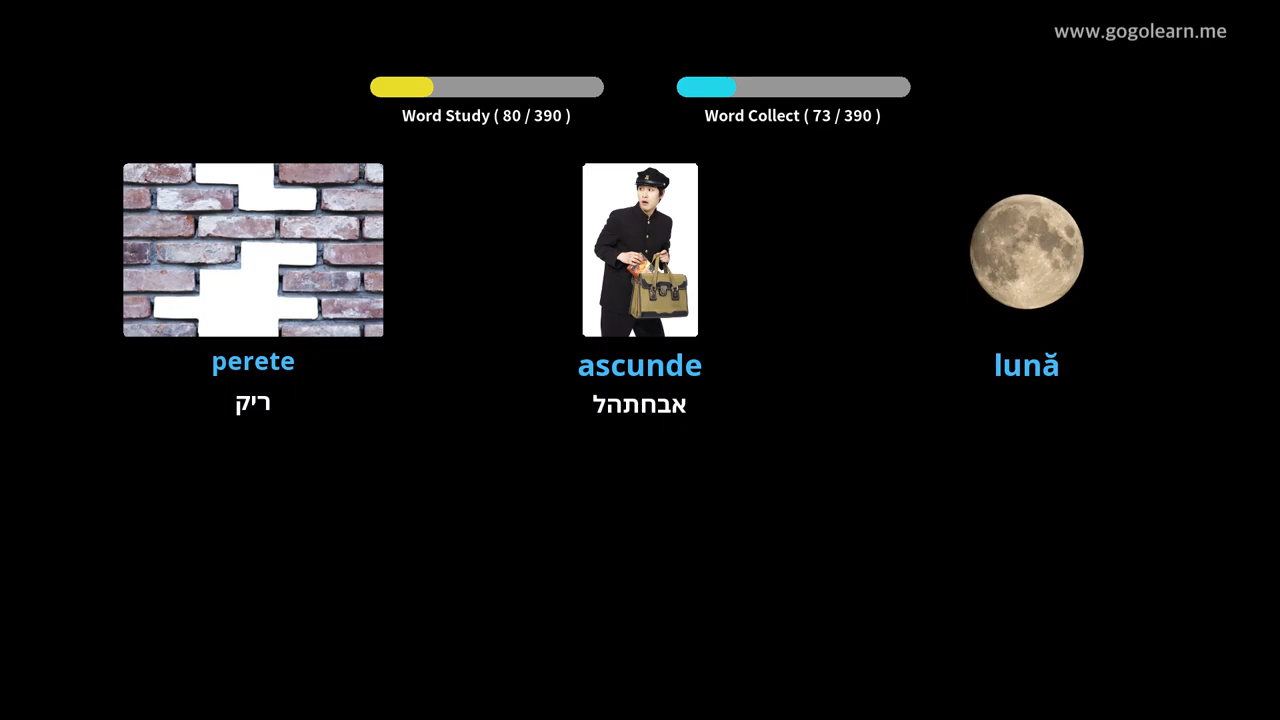 www.gogolearn.me
Word Study ( 80 / 390 )
Word Collect ( 73 / 390 )
perete
ריק
ascunde
אבחתהל
lună